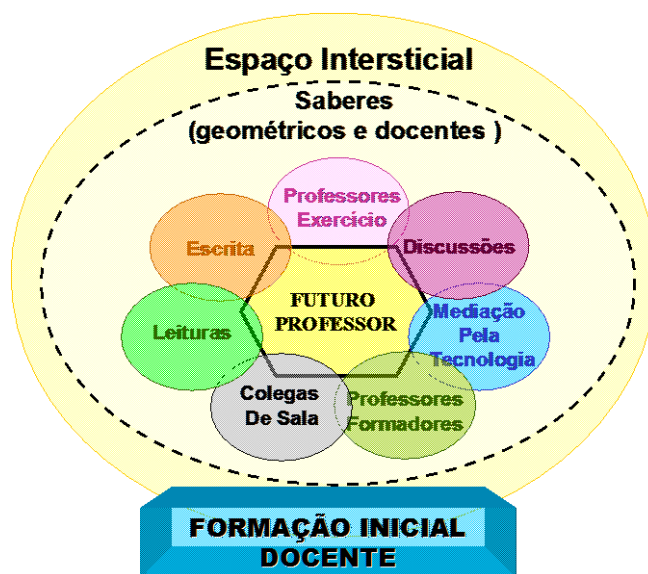 Espaço Intersticial
Saberes
(geométricos e docentes )
Professores
Exercício
Escrita
Discussões
FUTURO
PROFESSOR
Leituras
Mediação
Pela
Tecnologia
Colegas
De Sala
Professores
Formadores
FORMAÇÃO INICIAL
DOCENTE